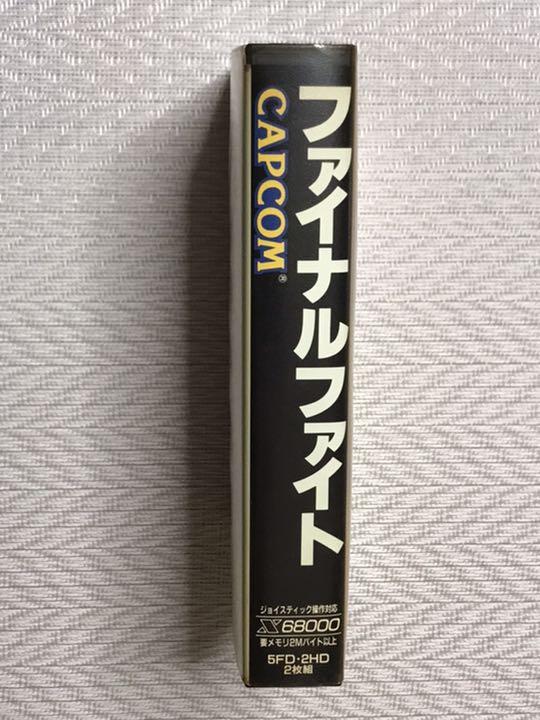 ファイナルファイト
CAPCOM®
ジョイスティック操作対応
X68000
要メモリ2Mバイト以上
5FD・2HD
2枚組